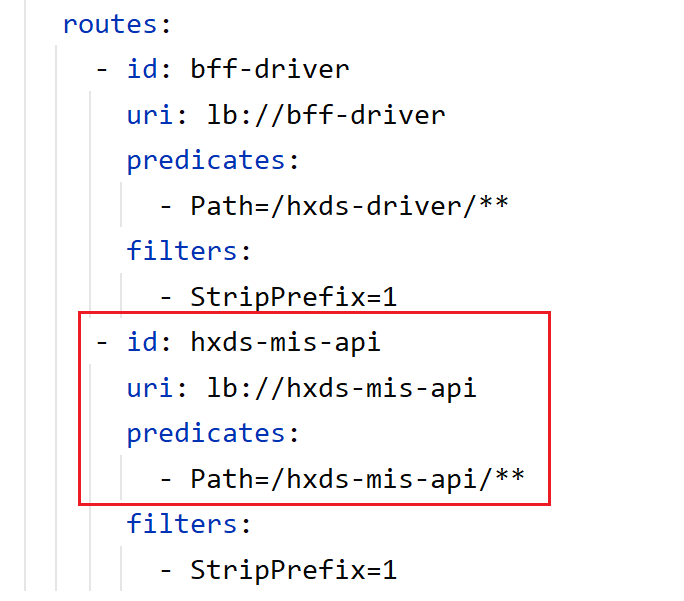 routes:
- id: bff-driver
uri: lb://bff-driver
predicates:
- Path=/hxds-driver/**
filters:
- StripPrefix=1
- id: hxds-mis-api
uri: lb://hxds-mis-api
predicates:
- Path=/hxds-mis-api/**
filters:
- StripPrefix=1